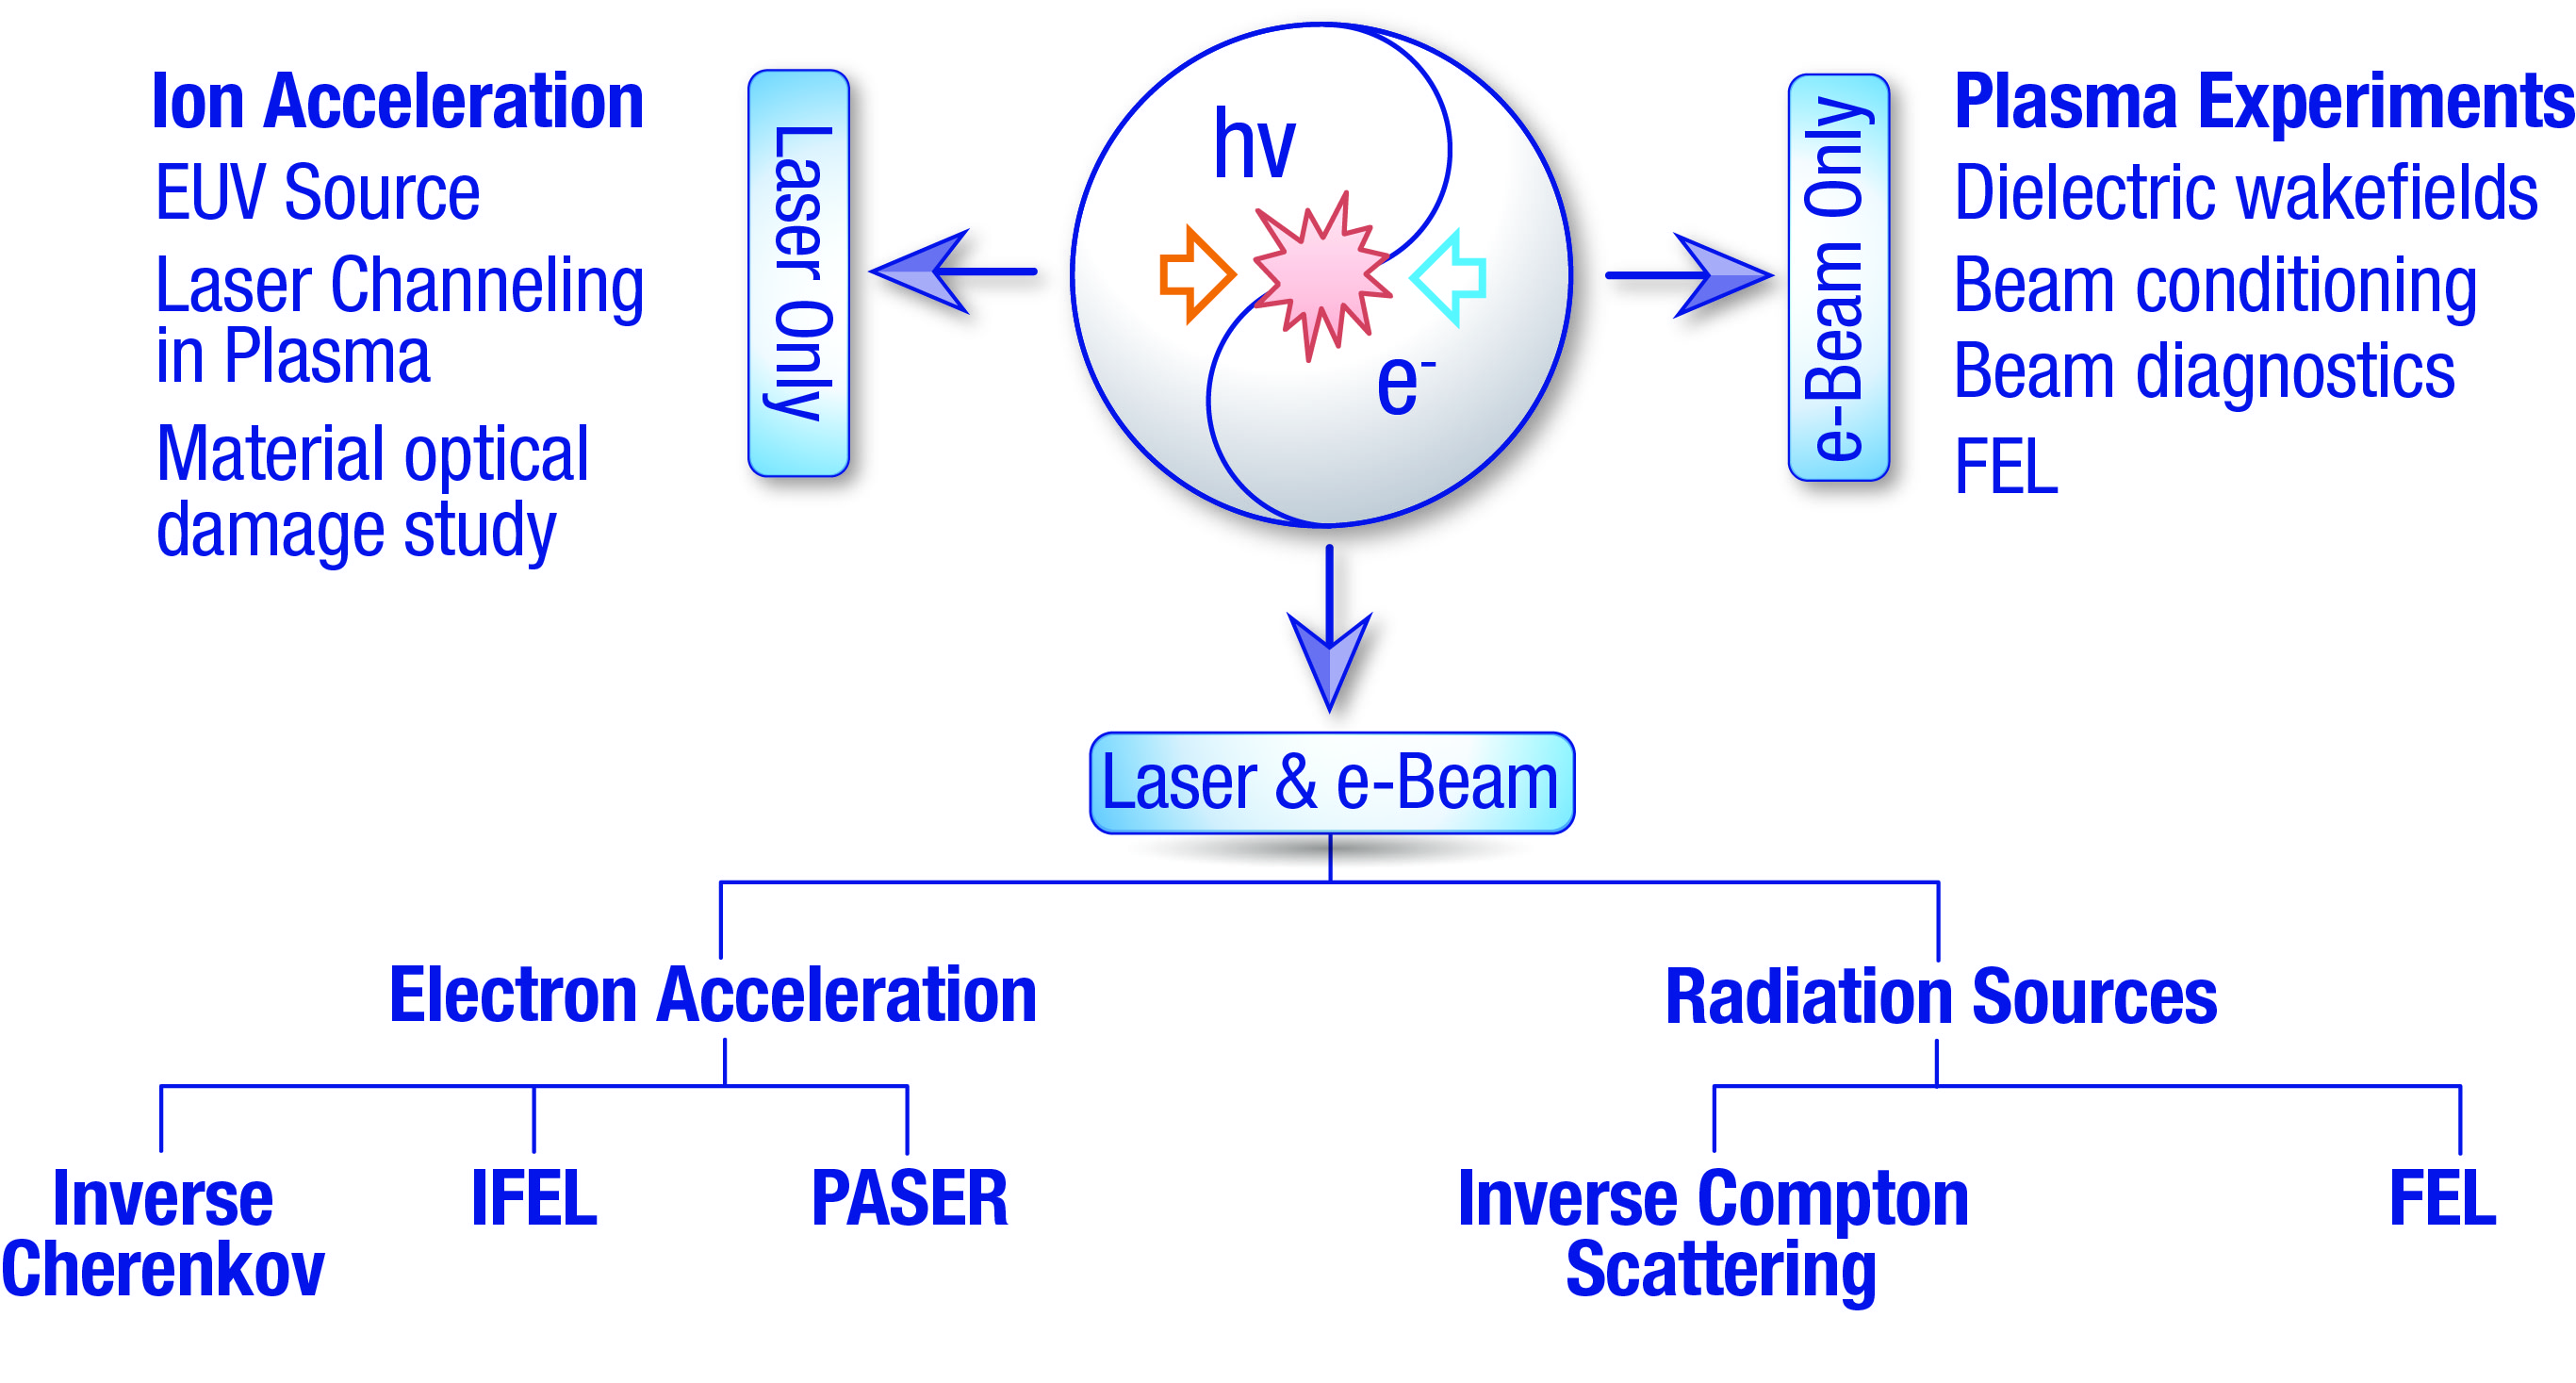 Ion Acceleration
EUV Source
Laser Channeling
in Plasma
Material optical
damage study
Laser Only
hv
e-
e-Beam Only
Plasma Experiments
Dielectric wakefields
Beam conditioning
Beam diagnostics
FEL
Laser & e-Beam
Electron Acceleration
Radiation Sources
Inverse
Cherenkov
IFEL
PASER
Inverse Compton
Scattering
FEL